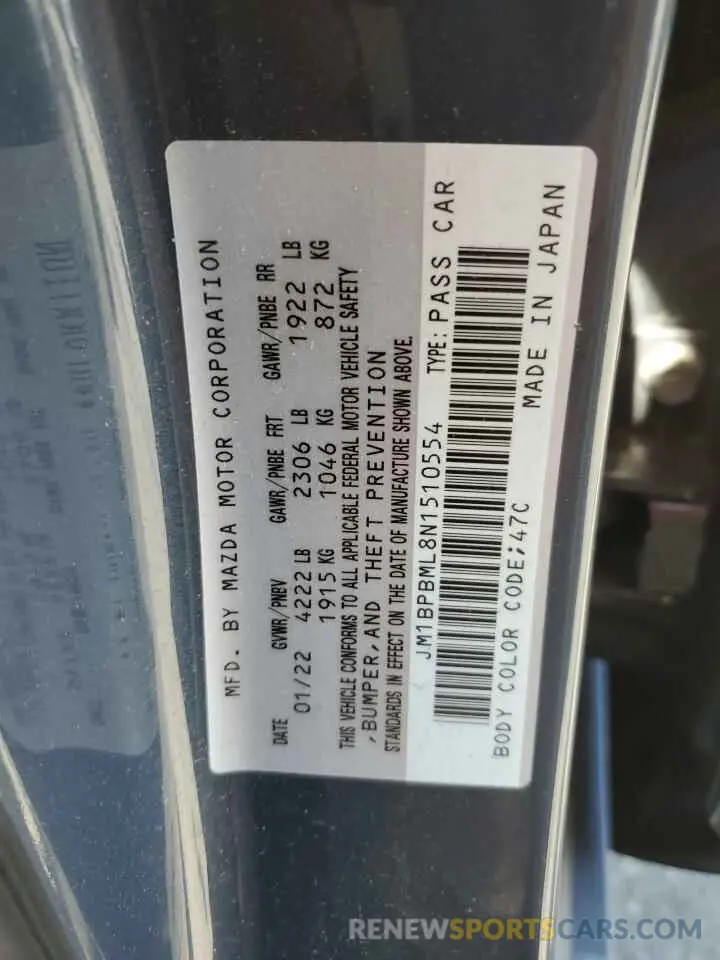 MFD. BY MAZDA MOTOR CORPORATION
DATE GVWR/PNBV GAWR/PNBE FRT GAWR/PNBE RR
01/22 4222 LB 2306 LB 1922 LB
1915 KG 1046 KG 872 KG
THIS VEHICLE CONFORMS TO ALL APPLICABLE FEDERAL MOTOR VEHICLE SAFETY
,BUMPER,AND THEFT PREVENTION
STANDARDS IN EFFECT ON THE DATE OF MANUFACTURE SHOWN ABOVE.
JM1BPBML8N1510554 TYPE: PASS CAR
BODY COLOR CODE;47C
MADE IN JAPAN
RENEWSPORTSCARS.COM